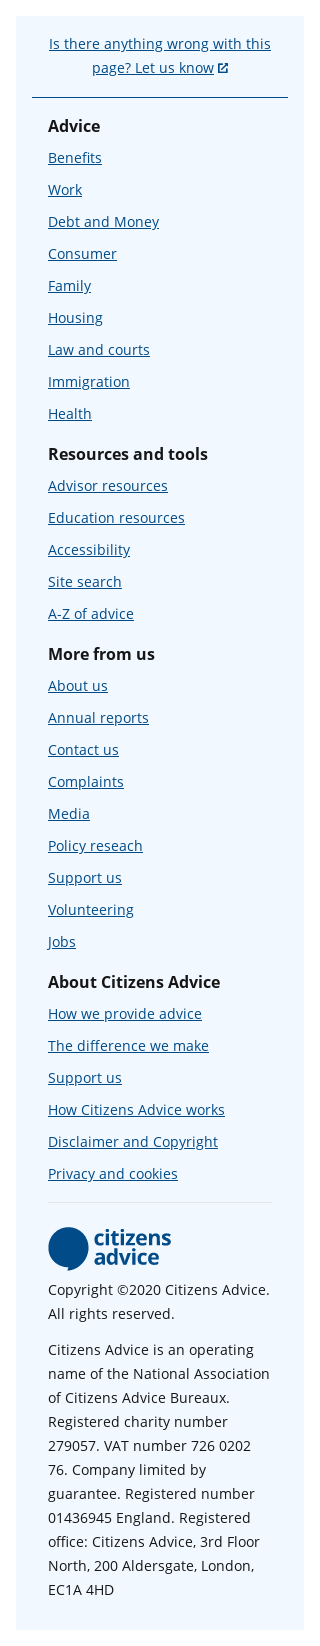 Is there anything wrong with this
page? Let us know
Advice
Benefits
Work
Debt and Money
Consumer
Family
Housing
Law and courts
Immigration
Health
Resources and tools
Advisor resources
Education resources
Accessibility
Site search
A-Z of advice
More from us
About us
Annual reports
Contact us
Complaints
Media
Policy reseach
Support us
Volunteering
Jobs
About Citizens Advice
How we provide advice
The difference we make
Support us
How Citizens Advice works
Disclaimer and Copyright
Privacy and cookies
citizens
advice
Copyright ©2020 Citizens Advice.
All rights reserved.
Citizens Advice is an operating
name of the National Association
of Citizens Advice Bureaux.
Registered charity number
279057. VAT number 726 0202
76. Company limited by
guarantee. Registered number
01436945 England. Registered
office: Citizens Advice, 3rd Floor
North, 200 Aldersgate, London,
EC1A 4HD